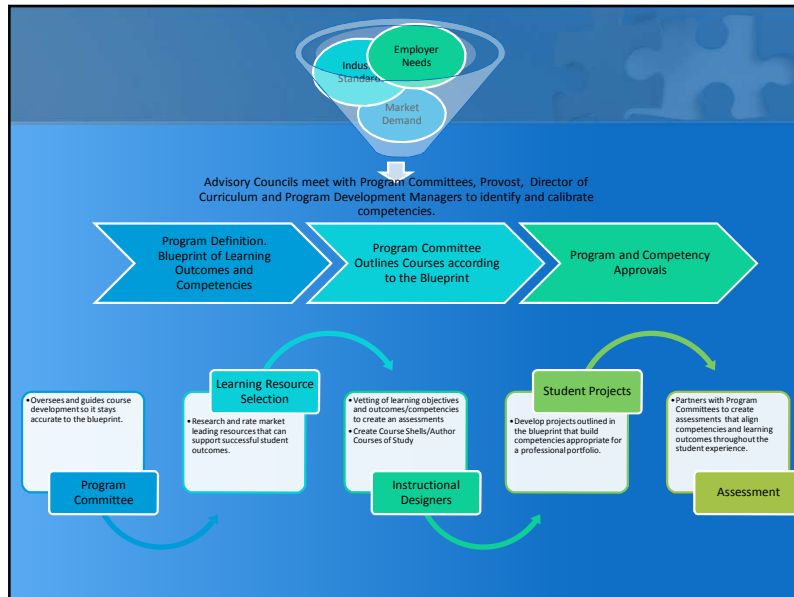 Employer
Needs
Indus
Standard
Market
Demand
Advisory Councils meet with Program Committees, Provost, Director of
Curriculum and Program Development Managers to identify and calibrate
competencies.
Program Definition.
Blueprint of Learning
Outcomes and
Competencies
Program Committee
Outlines Courses according
to the Blueprint
Program and Competency
Approvals
• Oversees and guides course
development so it stays
accurate to the blueprint.
Program
Committee
Learning Resource
Selection
• Research and rate market
leading resources that can
support successful student
outcomes.
• Vetting of learning objectives
and outcomes/competencies
to create an assessments
• Create Course Shells/Author
Courses of Study
Instructional
Designers
Student Projects
• Develop projects outlined in
the blueprint that build
competencies appropriate for
a professional portfolio.
• Partners with Program
Committees to create
assessments that align
competencies and learning
outcomes throughout the
student experience.
Assessment